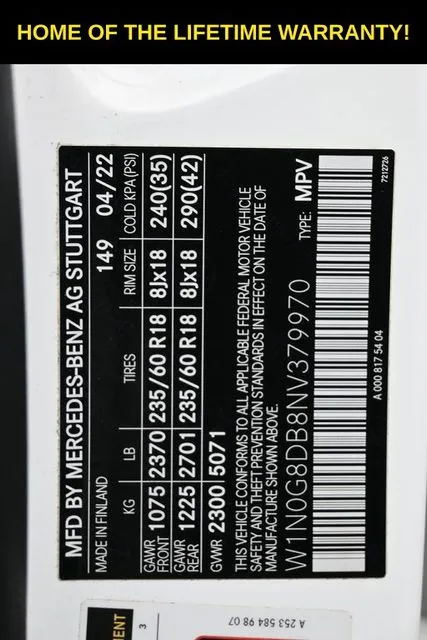 HOME OF THE LIFETIME WARRANTY!
MFD BY MERCEDES-BENZ AG STUTTGART
MADE IN FINLAND 149 04/22
KG LB TIRES RIM SIZE COLD KPA(PSI)
GAWR FRONT 1075 2370 235/60 R18 8Jx18 240(35)
GAWR REAR 1225 2701 235/60 R18 8Jx18 290(42)
GVWR 2300 5071
THIS VEHICLE CONFORMS TO ALL APPLICABLE FEDERAL MOTOR VEHICLE
SAFETY AND THEFT PREVENTION STANDARDS IN EFFECT ON THE DATE OF
MANUFACTURE SHOWN ABOVE.
W1N0G8DB8NV379970 TYPE: MPV
A 000 817 54 04
7212726
3
A 253 584 98 07